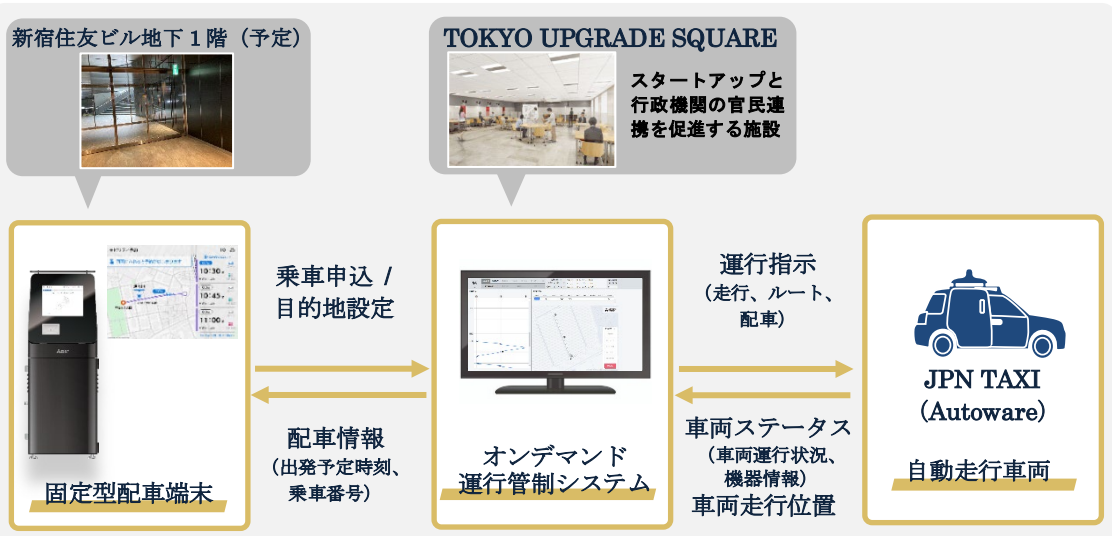 新宿住友ビル地下1階（予定）
TOKYO UPGRADE SQUARE
スタートアップと
行政機関の官民連
携を促進する施設
10:30
10:45
11:00
固定型配車端末
乗車申込 /
目的地設定
配車情報
（出発予定時刻、
乗車番号）
オンデマンド
運行管制システム
運行指示
（走行、ルート、
配車）
車両ステータス
（車両運行状況、
機器情報）
車両走行位置
JPN TAXI
（Autoware）
自動走行車両